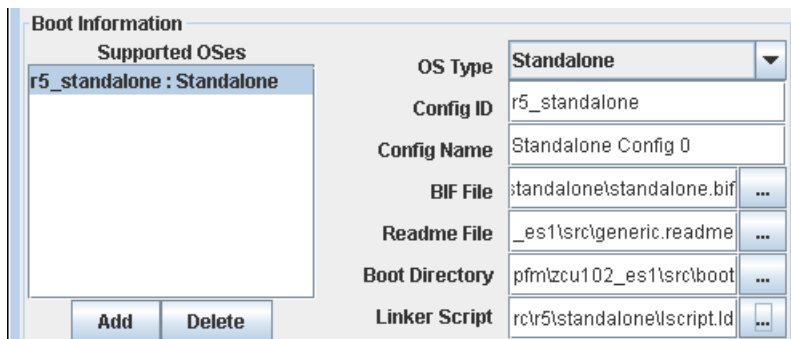 Boot Information
Supported OSes
r5_standalone : Standalone
Add
Delete
OS Type
Standalone
Config ID
r5_standalone
Config Name
Standalone Config 0
BIF File
standalone\standalone.bif
...
Readme File
_es1\src\generic.readme
...
Boot Directory
pfm\zcu102_es1\src\boot
...
Linker Script
rc\r5\standalone\lscript.ld
...